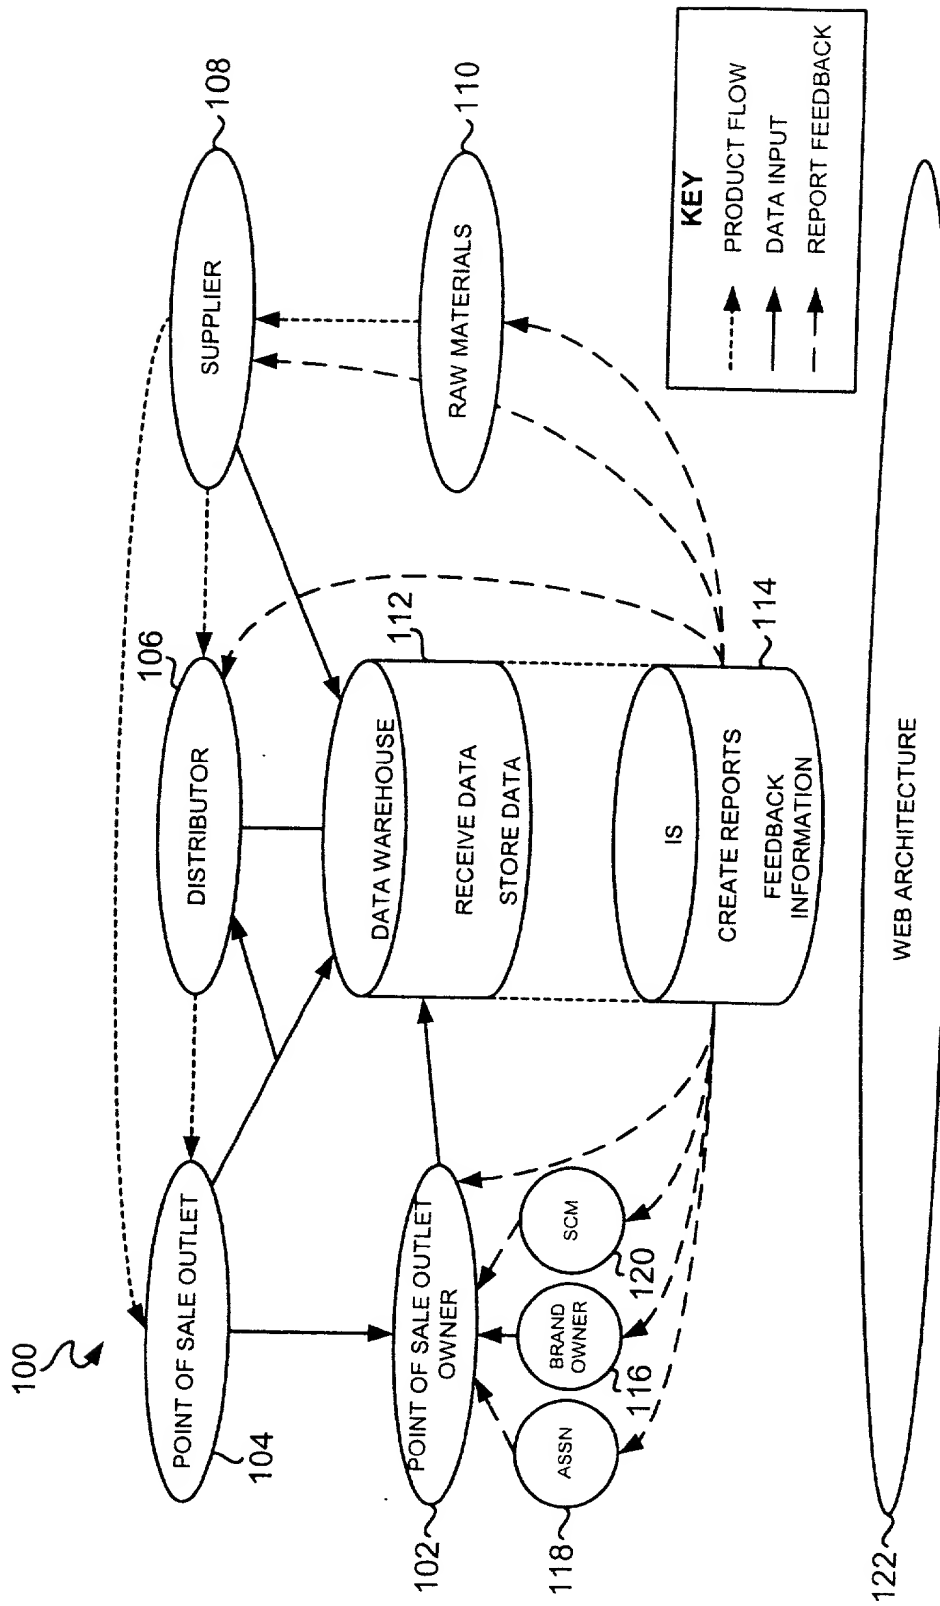 100
POINT OF SALE OUTLET
104
DISTRIBUTOR
106
SUPPLIER
108
POINT OF SALE OUTLET
OWNER
102
DATA WAREHOUSE
RECEIVE DATA
STORE DATA
112
RAW MATERIALS
110
ASSN
118
BRAND
OWNER
116
SCM
120
IS
CREATE REPORTS
FEEDBACK
INFORMATION
114
KEY
PRODUCT FLOW
DATA INPUT
REPORT FEEDBACK
WEB ARCHITECTURE
122